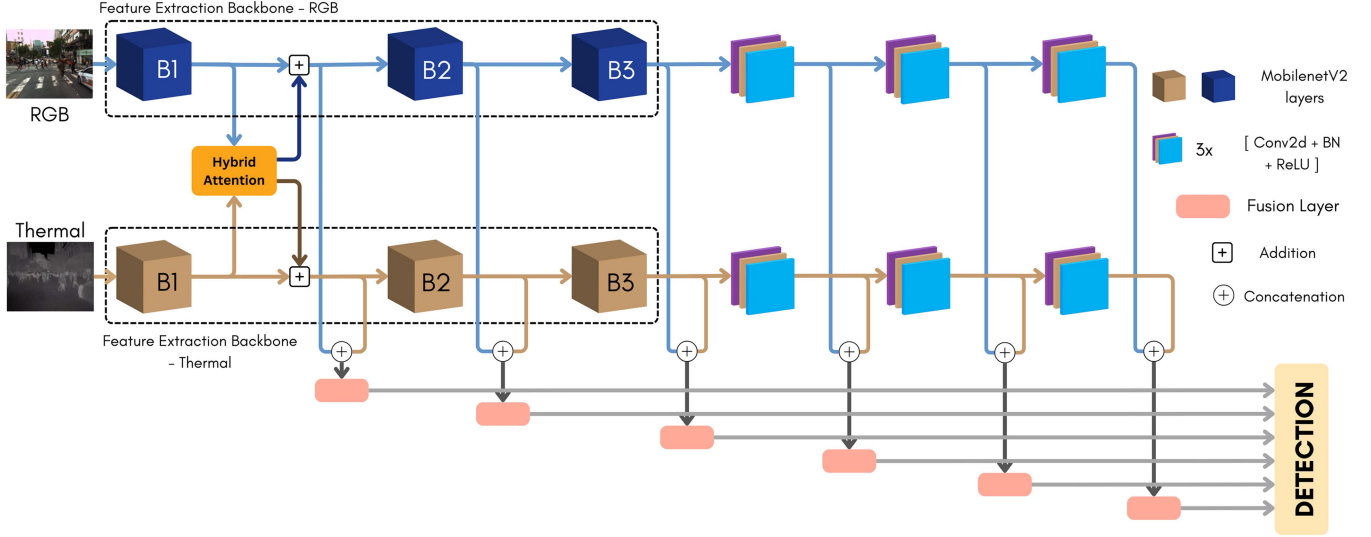 Feature Extraction Backbone - RGB
B1
B2
B3
RGB
Hybrid
Attention
Thermal
B1
B2
B3
Feature Extraction Backbone
- Thermal
MobilenetV2
layers
3x
[ Conv2d + BN
+ ReLU ]
Fusion Layer
Addition
Concatenation
DETECTION